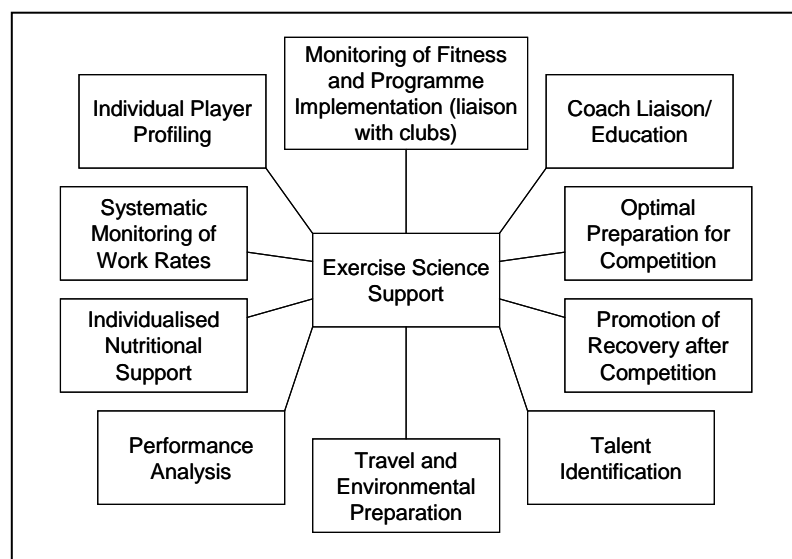 Monitoring of Fitness
and Programme
Implementation (liaison
with clubs)
Individual Player
Profiling
Coach Liaison/
Education
Systematic
Monitoring of
Work Rates
Optimal
Preparation for
Competition
Exercise Science
Support
Individualised
Nutritional
Support
Promotion of
Recovery after
Competition
Performance
Analysis
Travel and
Environmental
Preparation
Talent
Identification